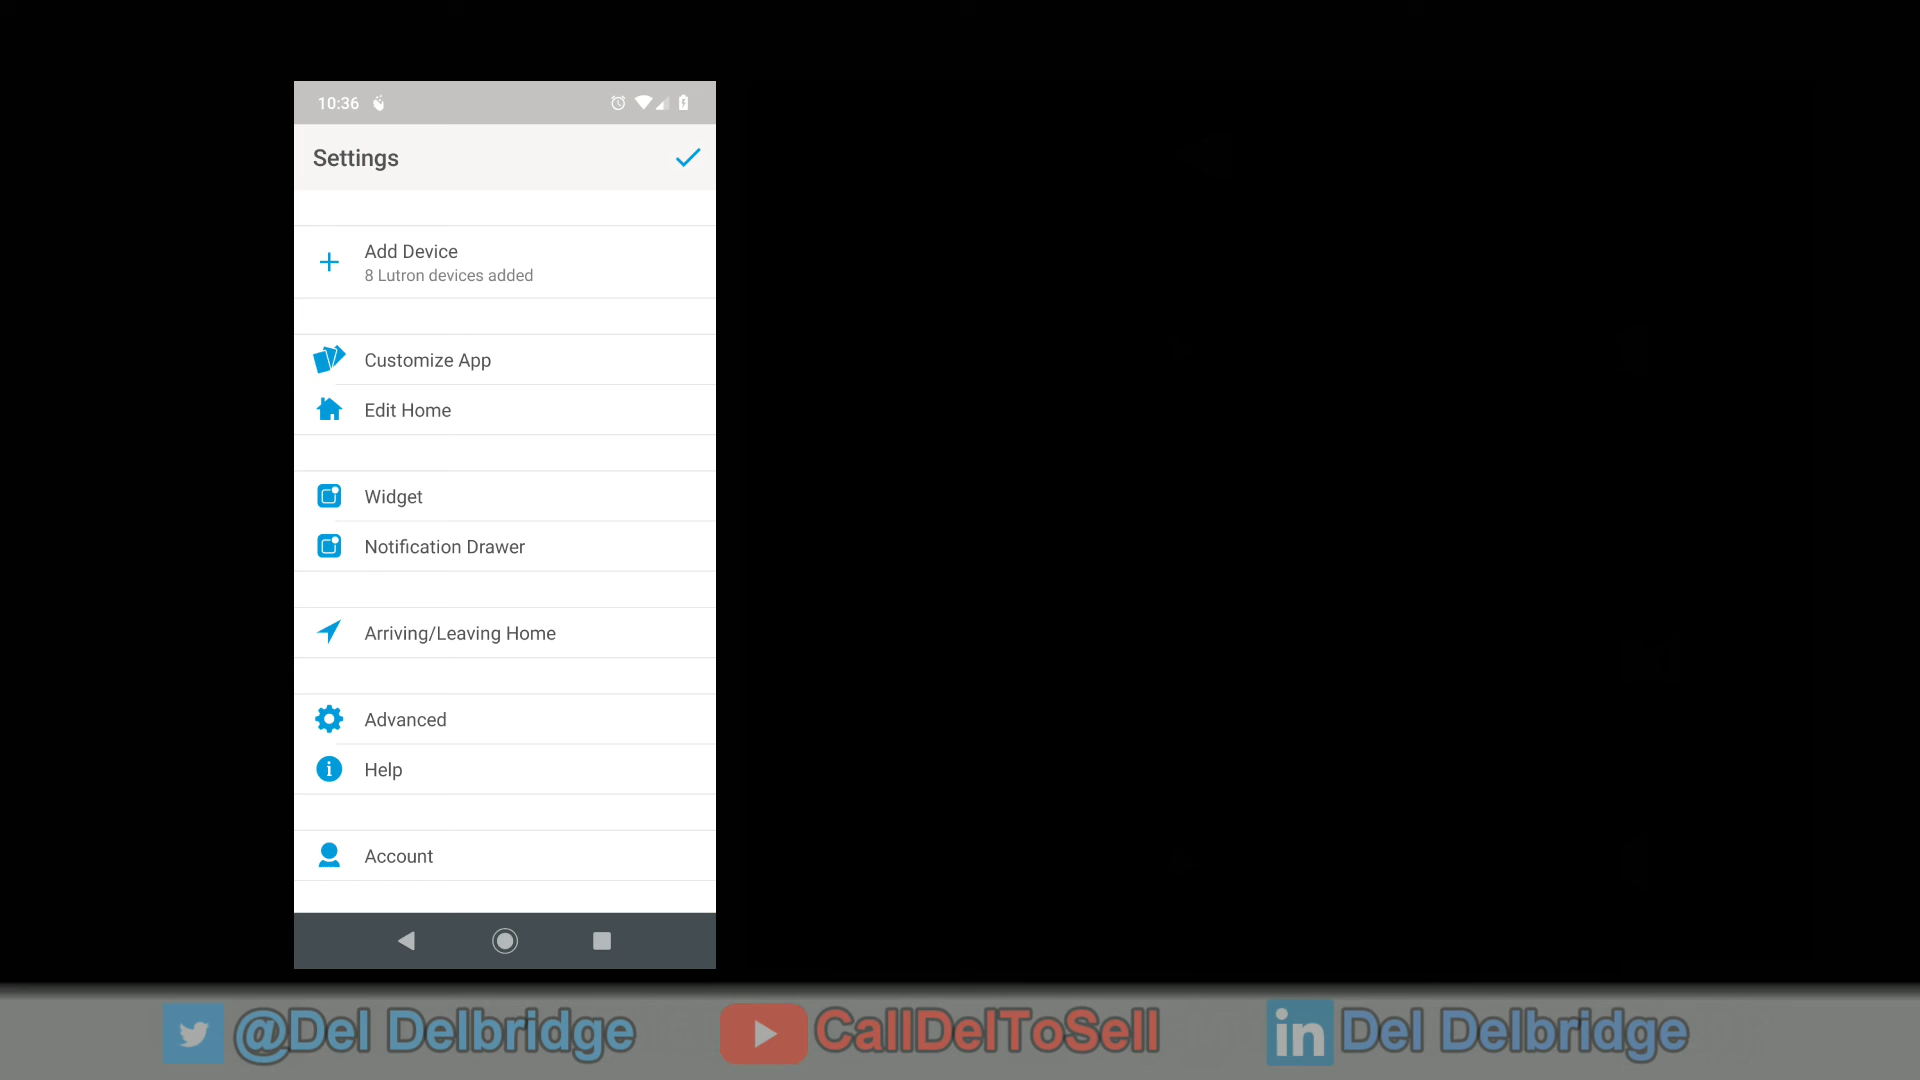 10:36
Settings
Add Device
8 Lutron devices added
Customize App
Edit Home
Widget
Notification Drawer
Arriving/Leaving Home
Advanced
Help
Account
@Del Delbridge
CallDelToSell
in Del Delbridge